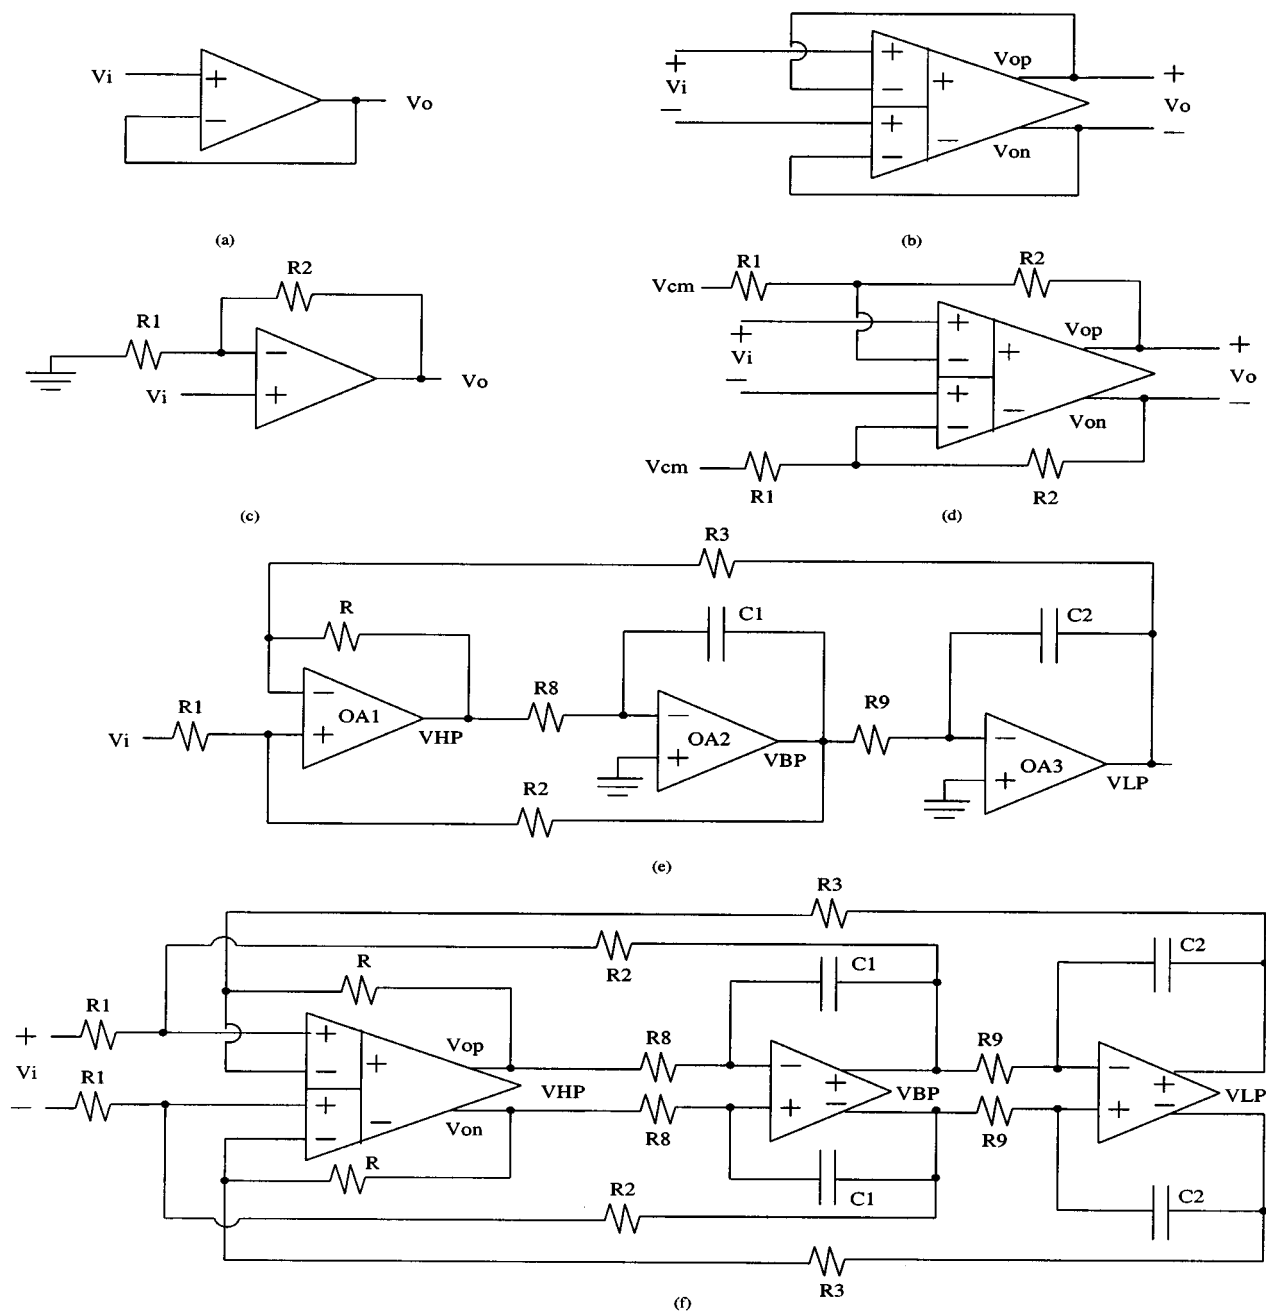 Vi + − Vo
(a)
+ Vi − + − + − + − Vop Von + Vo −
(b)
R2
R1 − + Vi Vo
(c)
Vcm R1 R2
+ Vi − + − + − + − Vop Von + Vo −
Vcm R1 R2
(d)
R3
R C1 C2
Vi R1 − + OA1 VHP R8 − + OA2 VBP R9 − + OA3 VLP
R2
(e)
R3
R2
R C1 C2
R1 + Vi − R1
+ − + − + − Vop Von VHP
R8 R8 − + + − VBP
R9 R9 − + + − VLP
R C1 C2
R2
R3
(f)